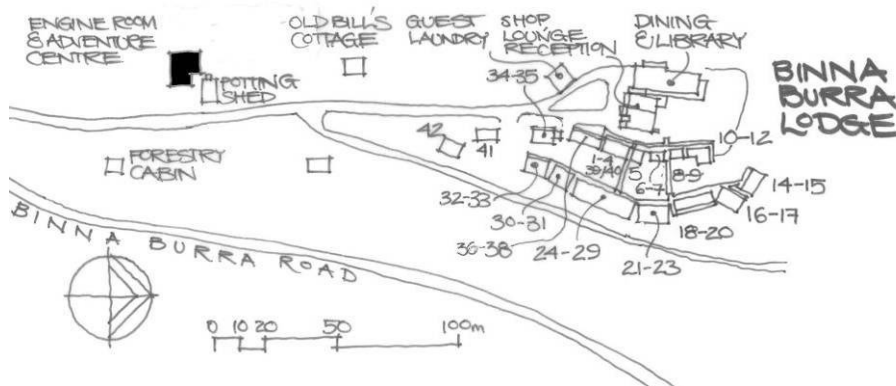 ENGINE ROOM
& ADVENTURE
CENTRE
POTTING
SHED
OLD BILL'S
COTTAGE
GUEST
LAUNDRY
SHOP
LOUNGE
RECEPTION
DINING
& LIBRARY
BINNA
BURRA
LODGE
34-35
42
41
FORESTRY
CABIN
1-4
39/40
5
6-7
8-9
10-12
14-15
16-17
18-20
21-23
24-29
36-38
30-31
32-33
BINNA BURRA ROAD
0 10 20 50 100m